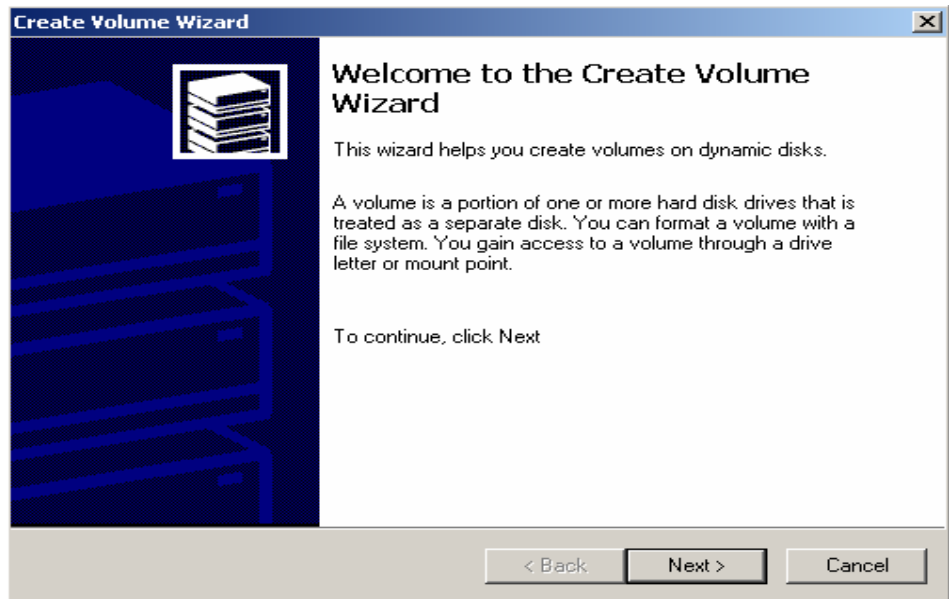 Create Volume Wizard
Welcome to the Create Volume
Wizard
This wizard helps you create volumes on dynamic disks.
A volume is a portion of one or more hard disk drives that is
treated as a separate disk. You can format a volume with a
file system. You gain access to a volume through a drive
letter or mount point.
To continue, click Next
< Back
Next >
Cancel